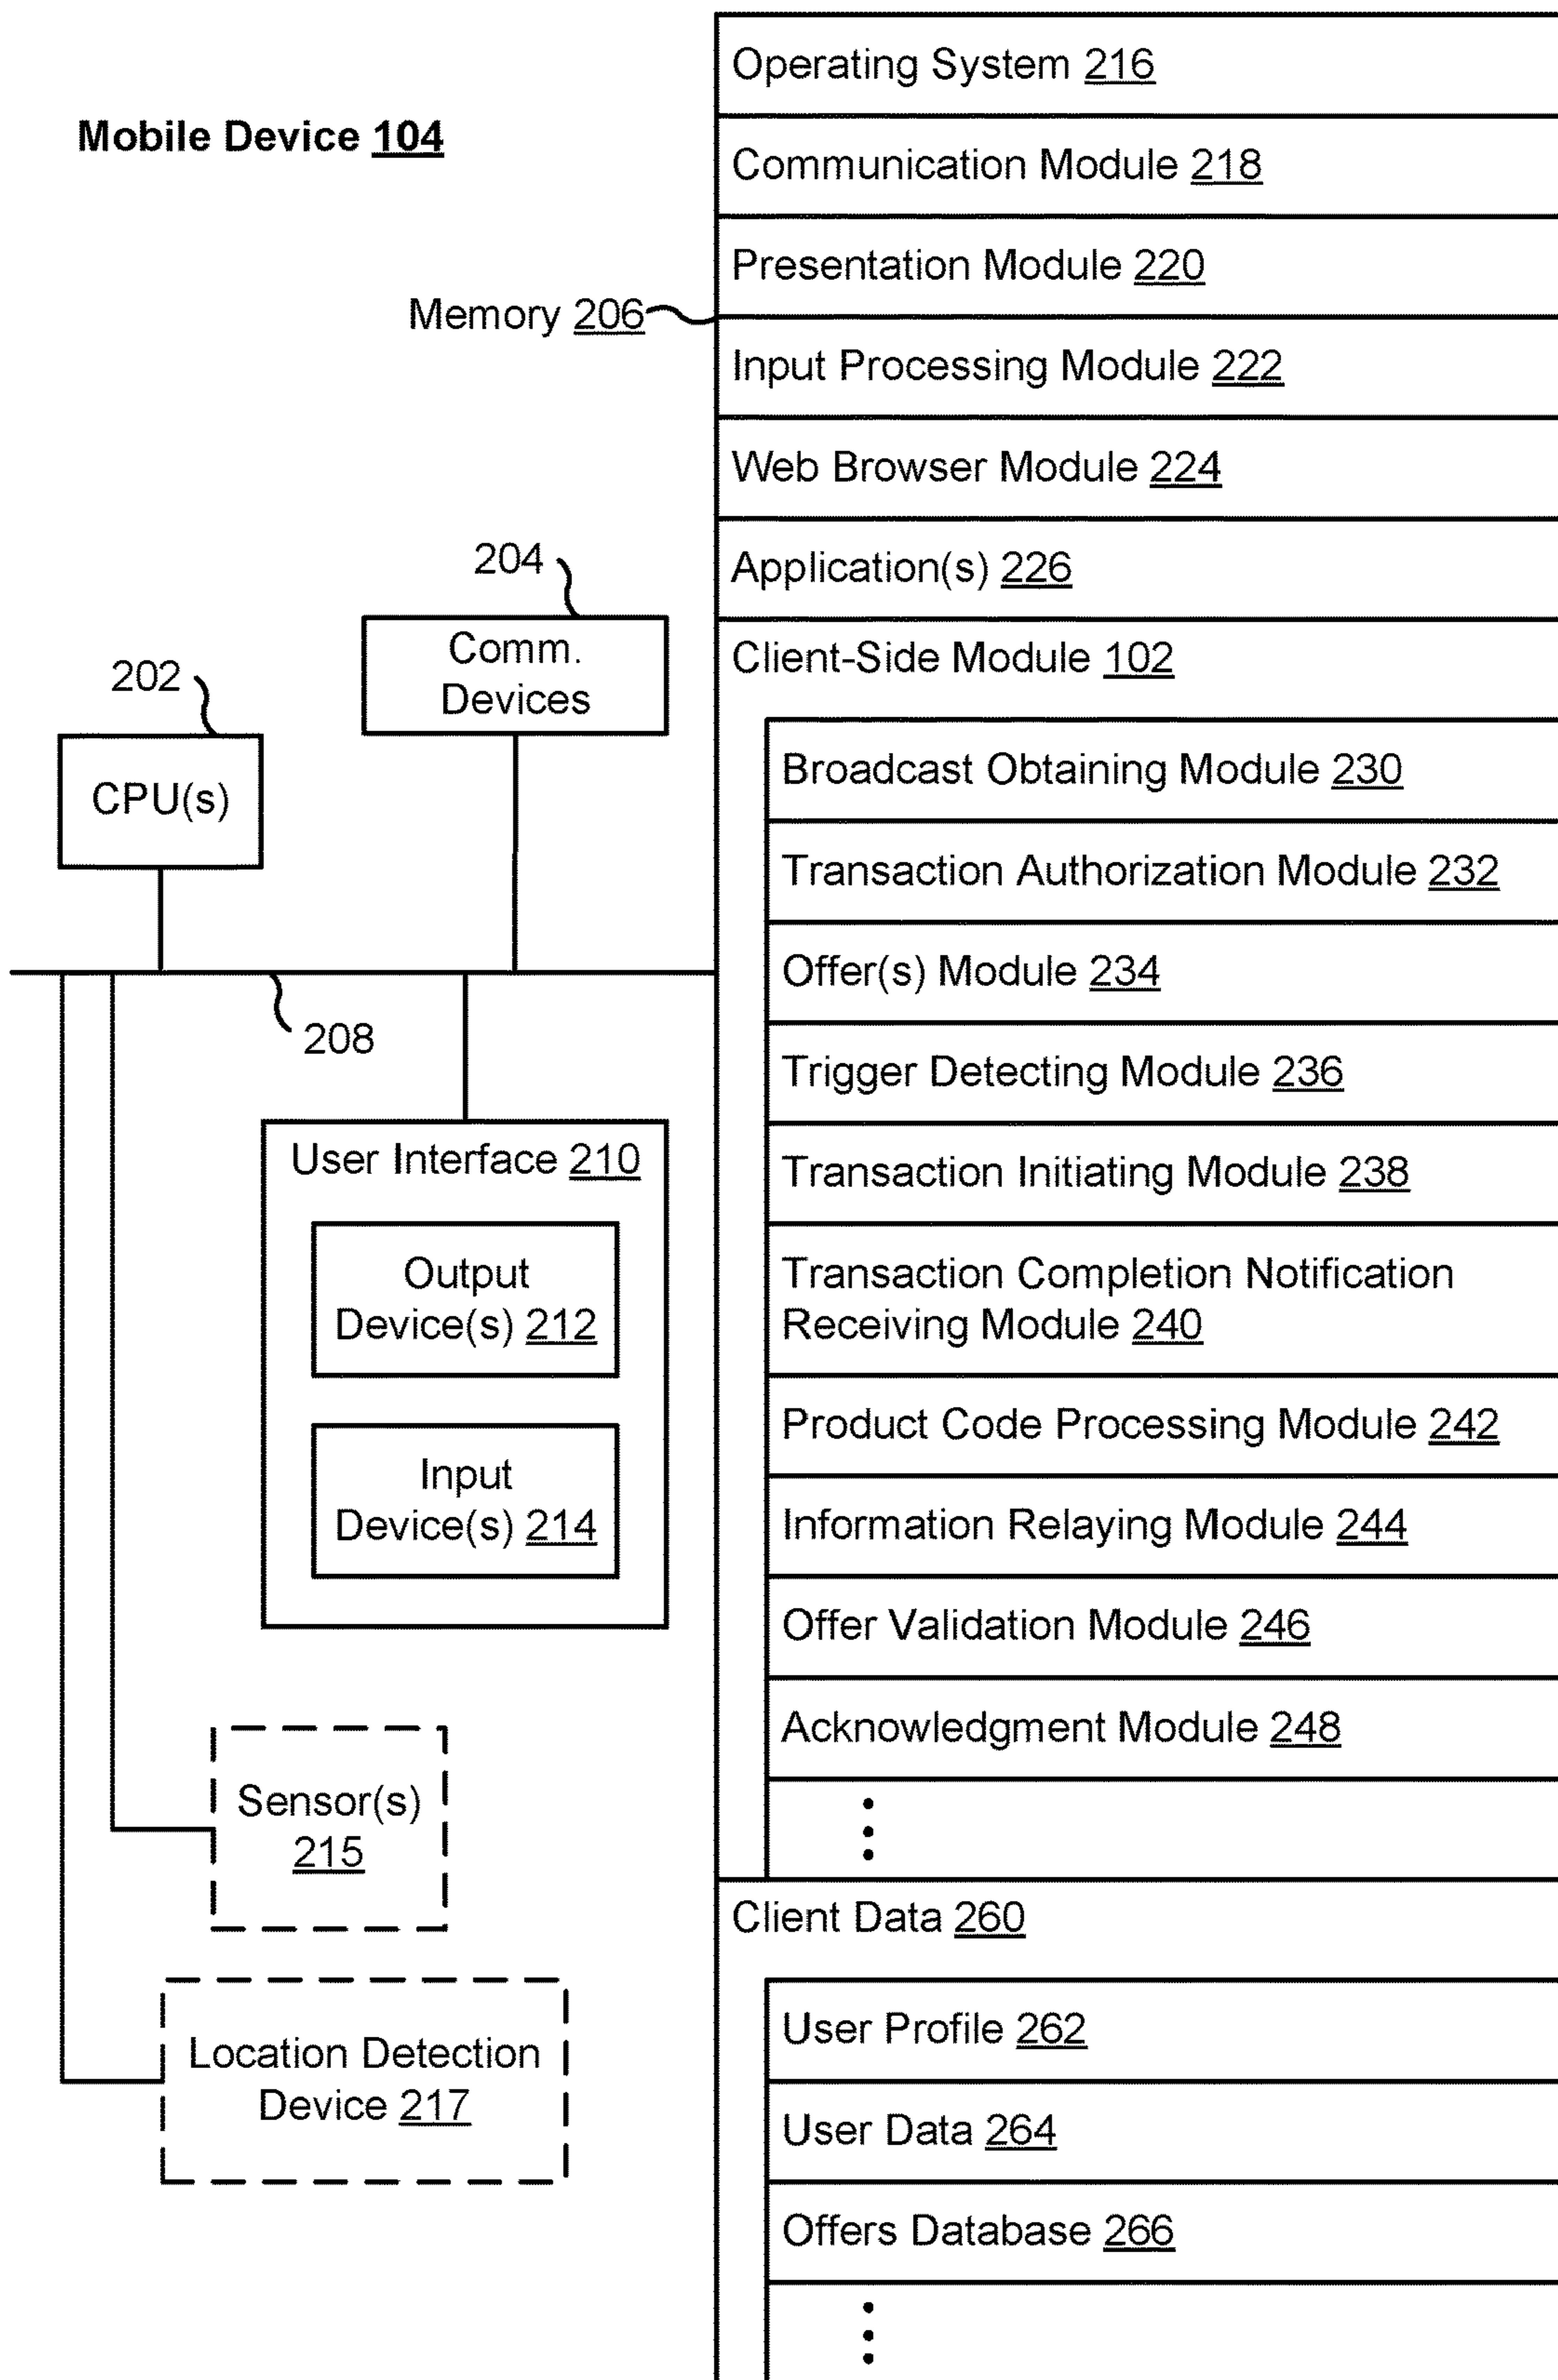 Mobile Device 104
Memory 206
204
Comm.
Devices
202
CPU(s)
208
User Interface 210
Output
Device(s) 212
Input
Device(s) 214
Sensor(s)
215
Location Detection
Device 217
Operating System 216
Communication Module 218
Presentation Module 220
Input Processing Module 222
Web Browser Module 224
Application(s) 226
Client-Side Module 102
Broadcast Obtaining Module 230
Transaction Authorization Module 232
Offer(s) Module 234
Trigger Detecting Module 236
Transaction Initiating Module 238
Transaction Completion Notification
Receiving Module 240
Product Code Processing Module 242
Information Relaying Module 244
Offer Validation Module 246
Acknowledgment Module 248
Client Data 260
User Profile 262
User Data 264
Offers Database 266